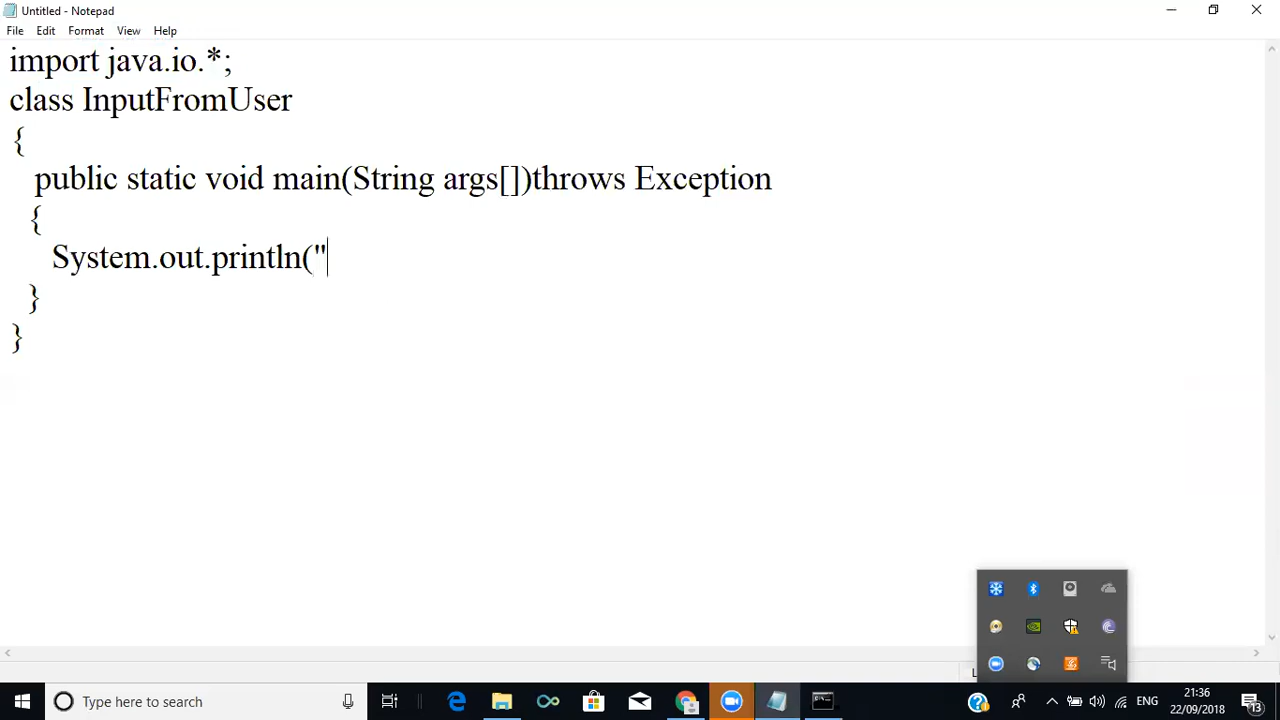 Untitled - Notepad
File Edit Format View Help
import java.io.*;
class InputFromUser
{
public static void main(String args[])throws Exception
{
System.out.println("
}
}
Type here to search
ENG
21:36
22/09/2018
13